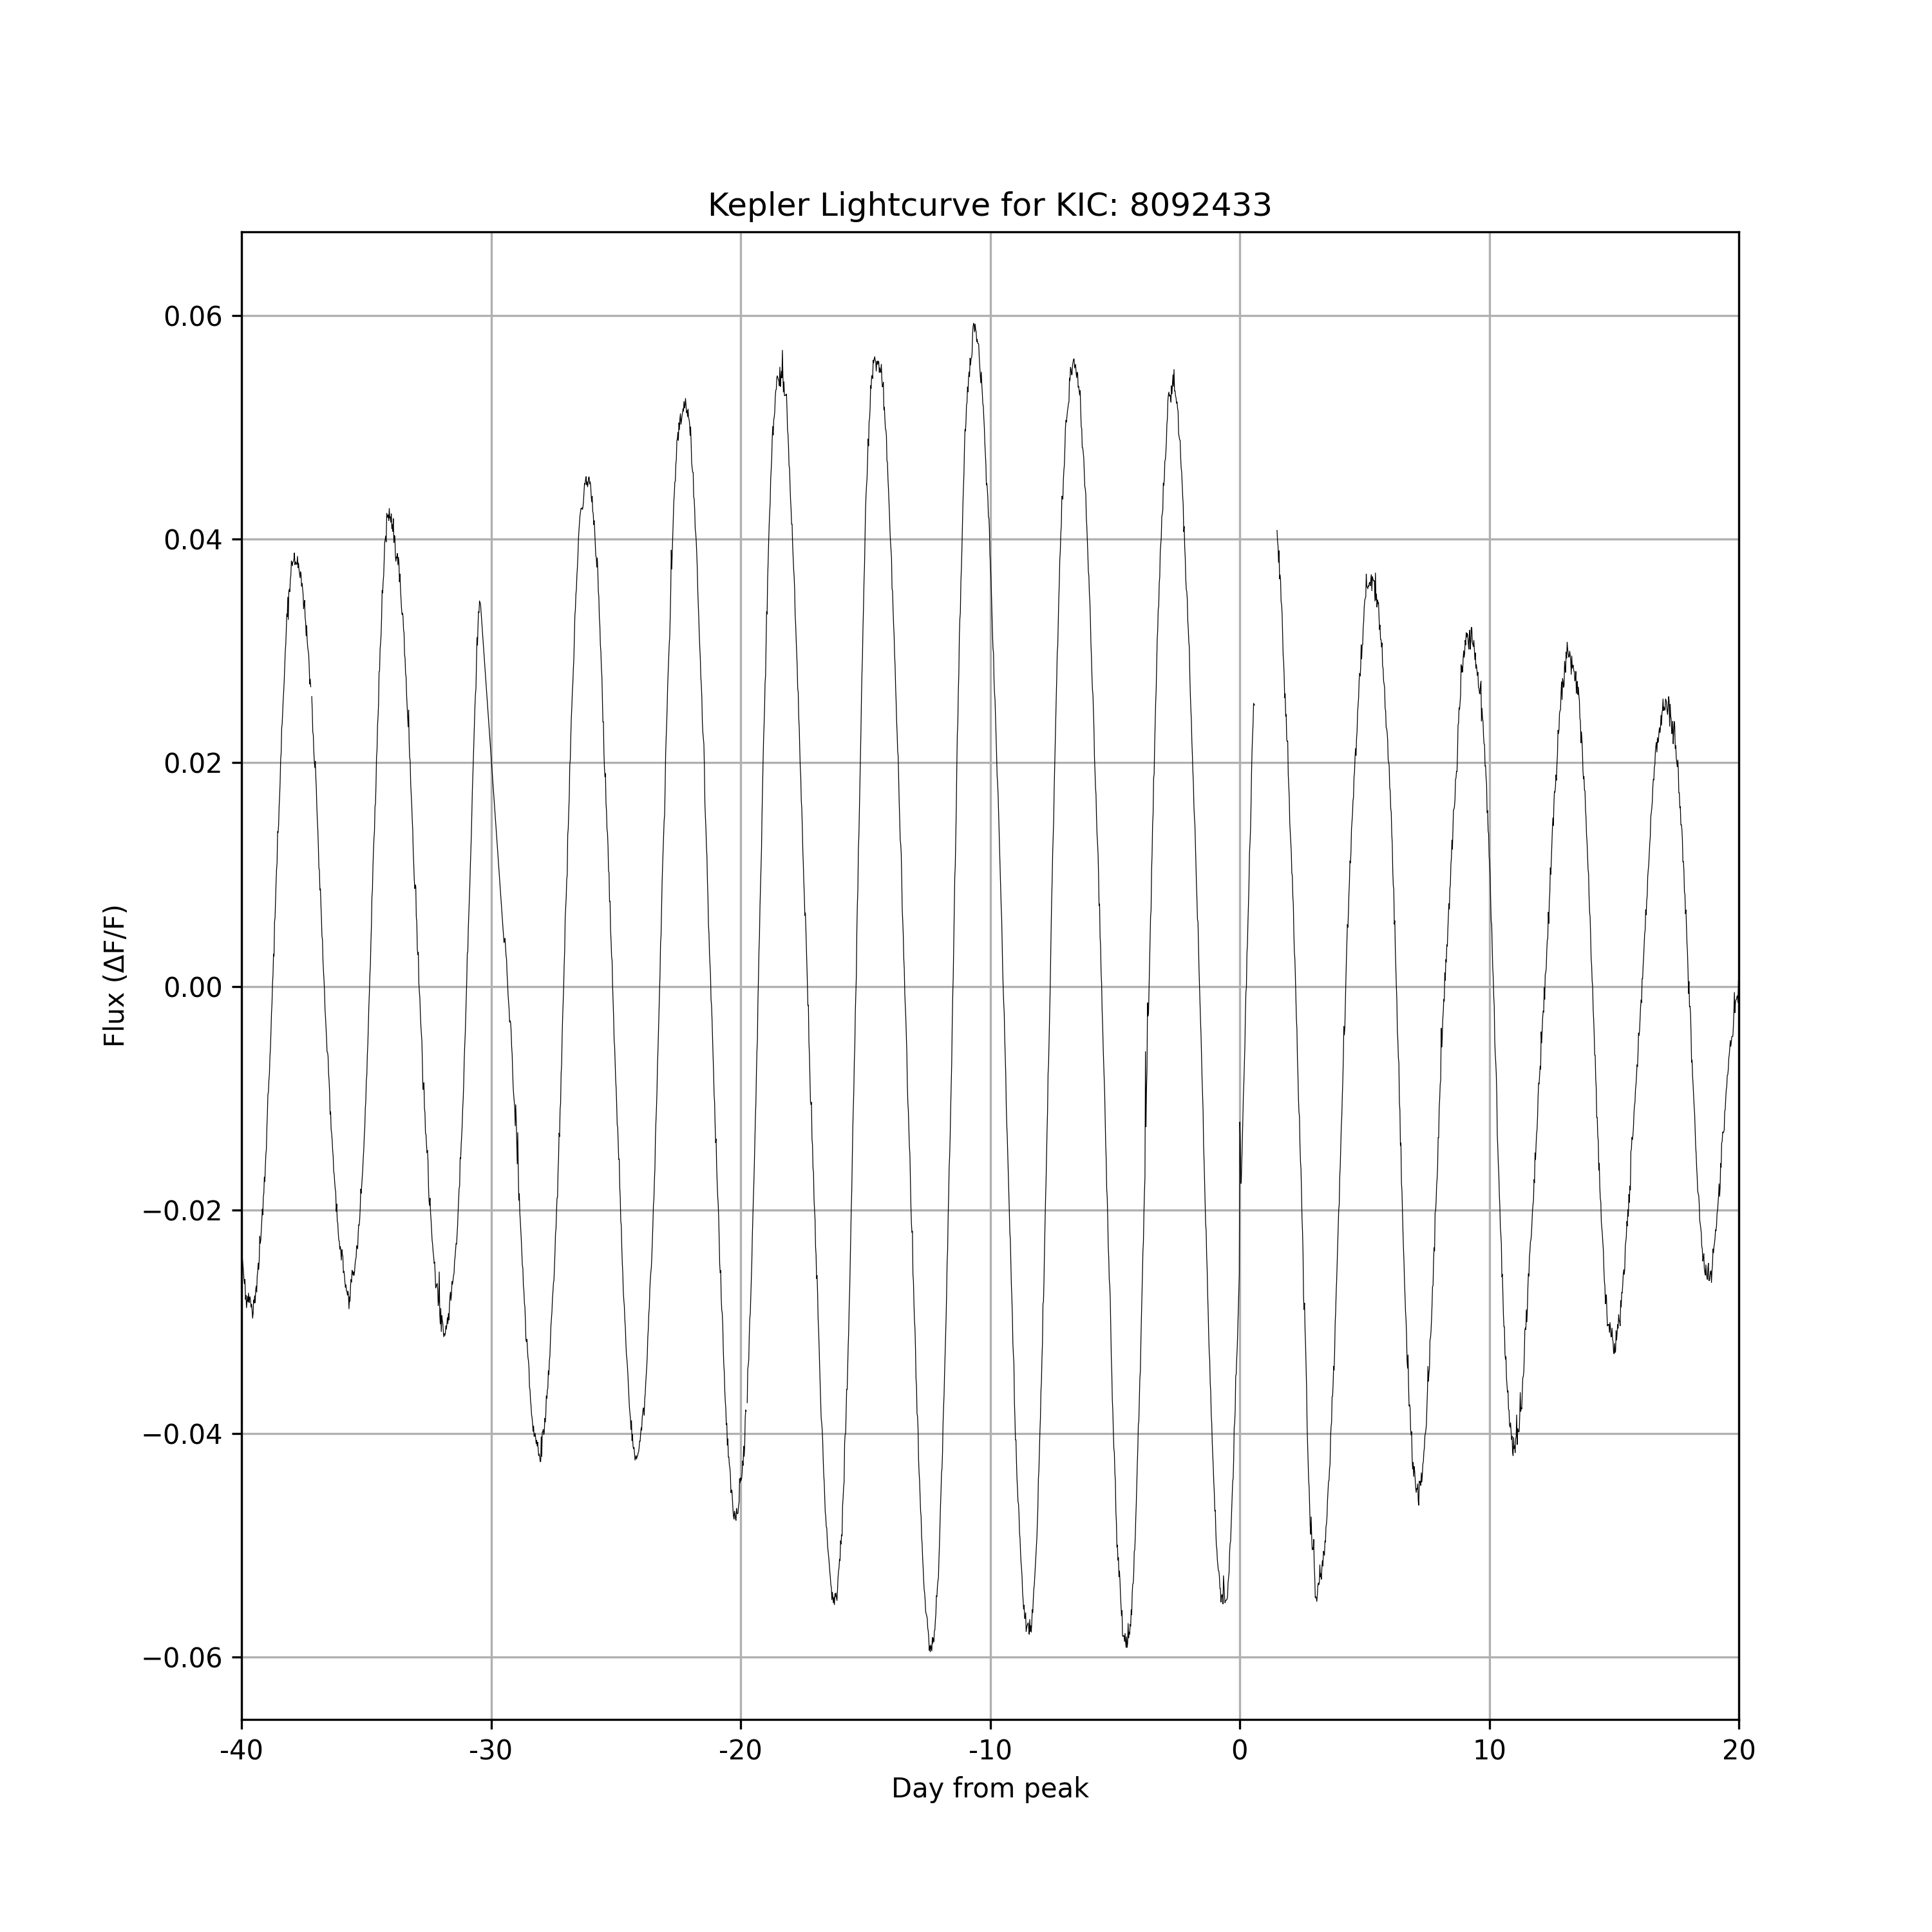 Kepler Lightcurve for KIC: 8092433
0.06
0.04
0.02
0.00
−0.02
−0.04
−0.06
Flux (ΔF/F)
-40 -30 -20 -10 0 10 20
Day from peak